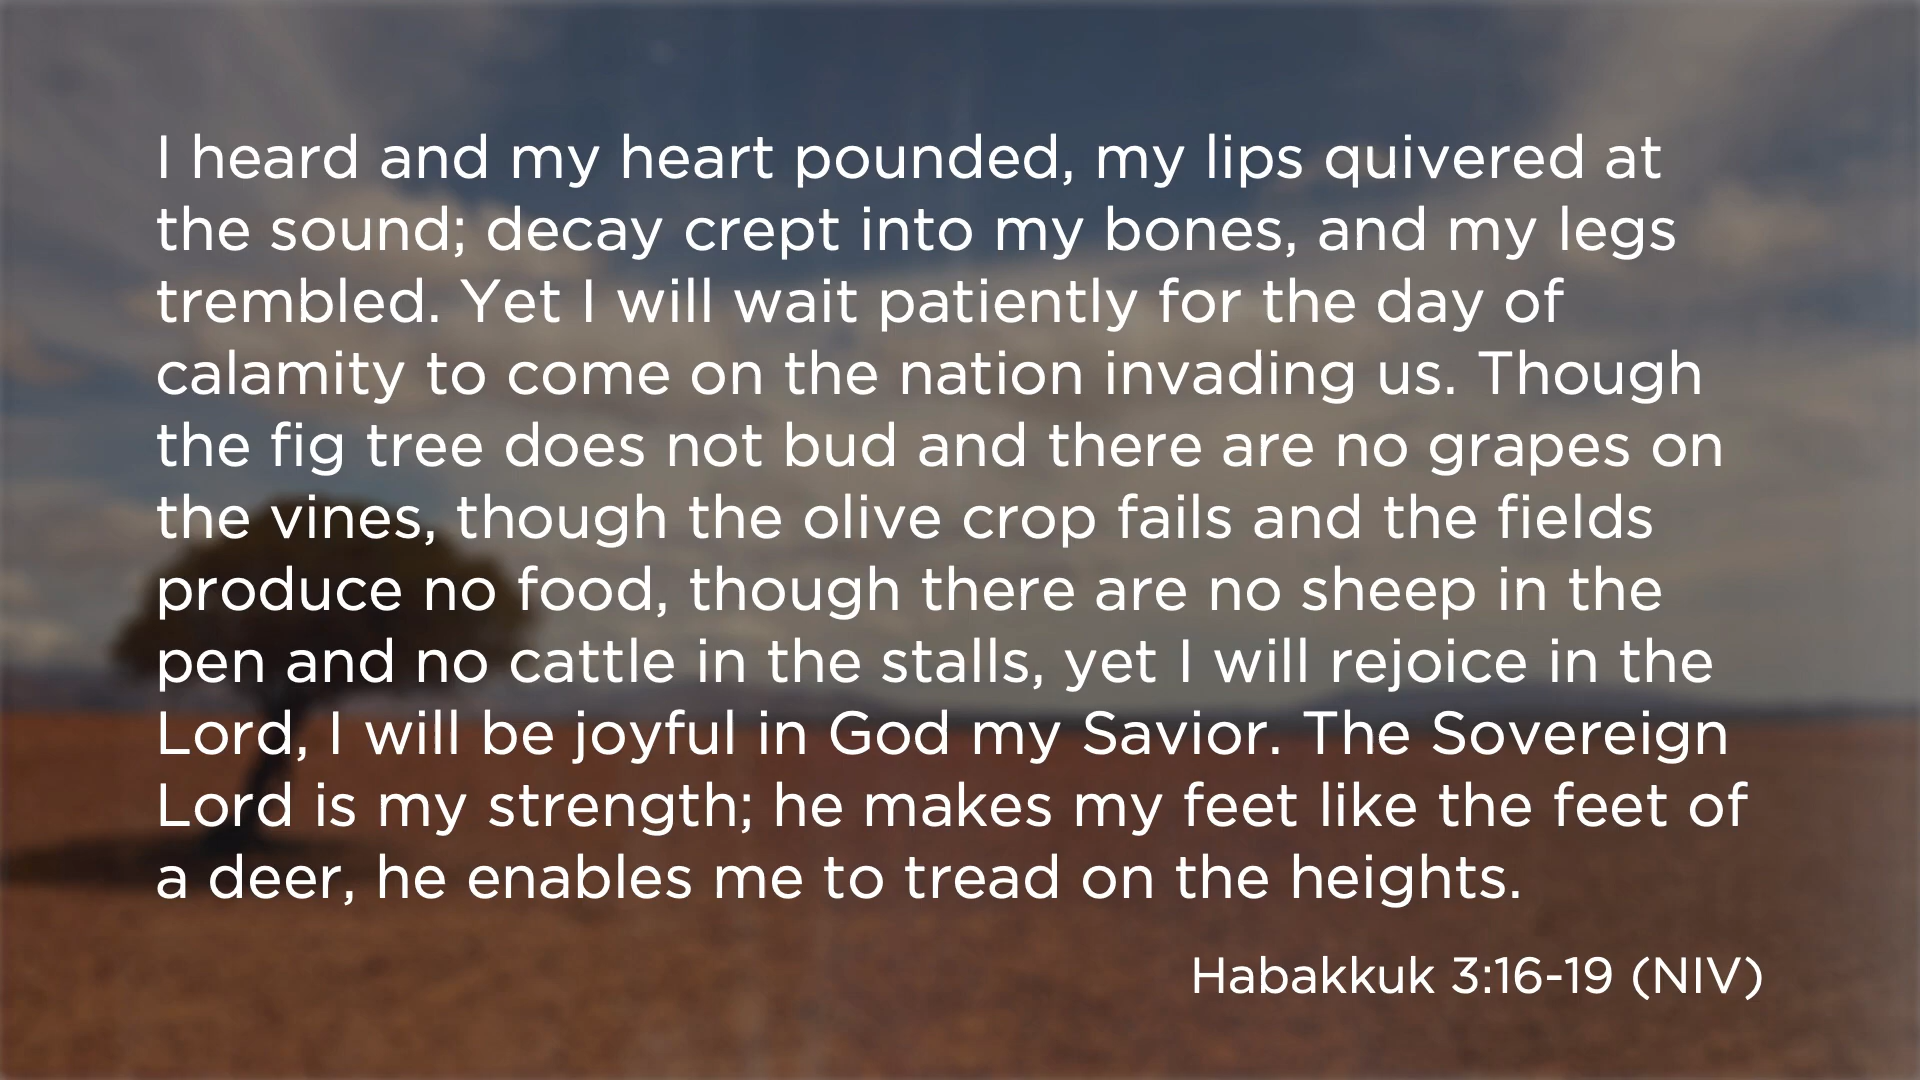 I heard and my heart pounded, my lips quivered at
the sound; decay crept into my bones, and my legs
trembled. Yet I will wait patiently for the day of
calamity to come on the nation invading us. Though
the fig tree does not bud and there are no grapes on
the vines, though the olive crop fails and the fields
produce no food, though there are no sheep in the
pen and no cattle in the stalls, yet I will rejoice in the
Lord, I will be joyful in God my Savior. The Sovereign
Lord is my strength; he makes my feet like the feet of
a deer, he enables me to tread on the heights.
Habakkuk 3:16-19 (NIV)